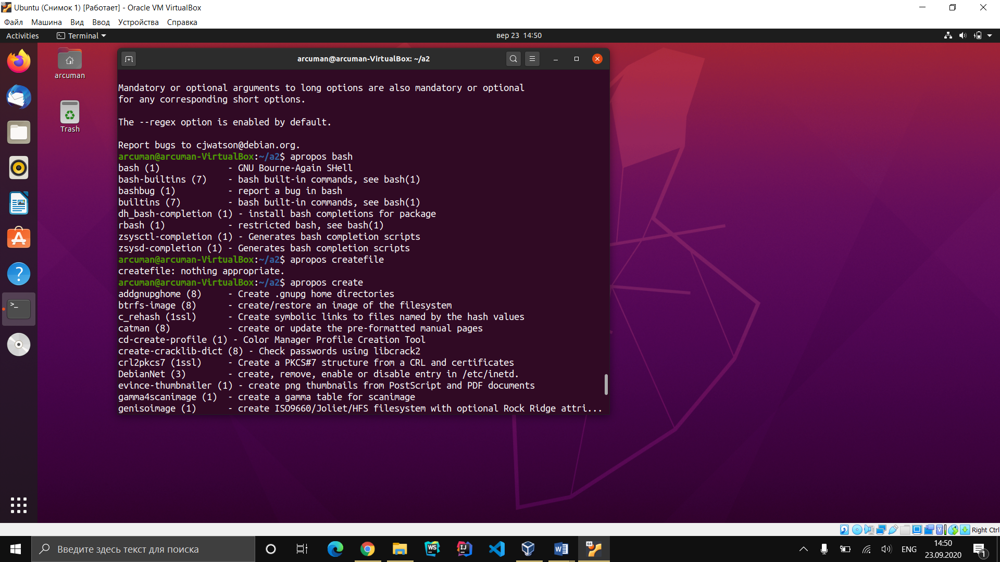 Ubuntu (Снимок 1) [Работает] - Oracle VM VirtualBox
Файл Машина Вид Ввод Устройства Справка
Activities Terminal вер 23 14:50
arcuman
Trash
arcuman@arcuman-VirtualBox: ~/a2
Mandatory or optional arguments to long options are also mandatory or optional
for any corresponding short options.
The --regex option is enabled by default.
Report bugs to cjwatson@debian.org.
arcuman@arcuman-VirtualBox:~/a2$ apropos bash
bash (1)             - GNU Bourne-Again SHell
bash-builtins (7)    - bash built-in commands, see bash(1)
bashbug (1)          - report a bug in bash
builtins (7)         - bash built-in commands, see bash(1)
dh_bash-completion (1) - install bash completions for package
rbash (1)            - restricted bash, see bash(1)
zsysctl-completion (1) - Generates bash completion scripts
zsysd-completion (1) - Generates bash completion scripts
arcuman@arcuman-VirtualBox:~/a2$ apropos createfile
createfile: nothing appropriate.
arcuman@arcuman-VirtualBox:~/a2$ apropos create
addgnupghome (8)     - Create .gnupg home directories
btrfs-image (8)      - create/restore an image of the filesystem
c_rehash (1ssl)      - Create symbolic links to files named by the hash values
catman (8)           - create or update the pre-formatted manual pages
cd-create-profile (1) - Color Manager Profile Creation Tool
create-cracklib-dict (8) - Check passwords using libcrack2
crl2pkcs7 (1ssl)     - Create a PKCS#7 structure from a CRL and certificates
DebianNet (3)        - create, remove, enable or disable entry in /etc/inetd.
evince-thumbnailer (1) - create png thumbnails from PostScript and PDF documents
gamma4scanimage (1)  - create a gamma table for scanimage
genisoimage (1)      - create ISO9660/Joliet/HFS filesystem with optional Rock Ridge attri...
Right Ctrl
Введите здесь текст для поиска
WS
IJ
W
64
ENG
14:50
23.09.2020
1